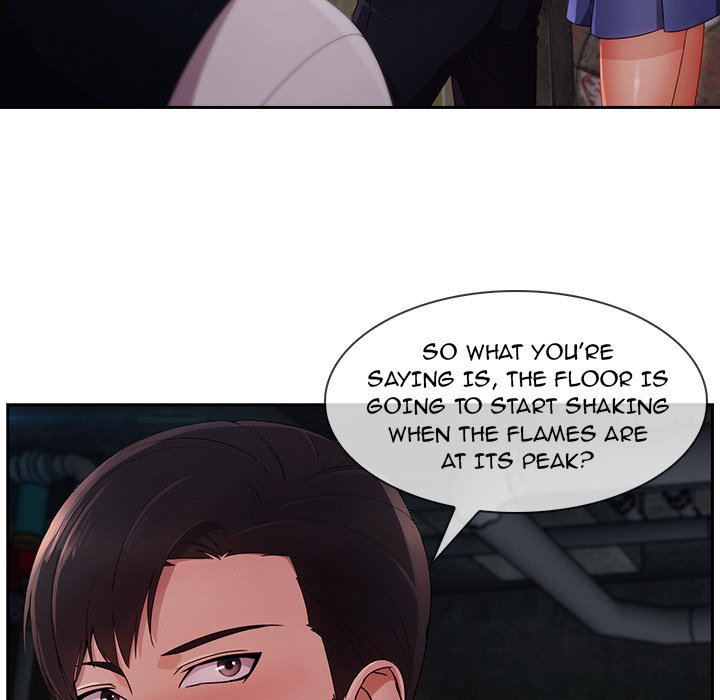 SO WHAT YOU'RE
SAYING IS, THE FLOOR IS
GOING TO START SHAKING
WHEN THE FLAMES ARE
AT ITS PEAK?